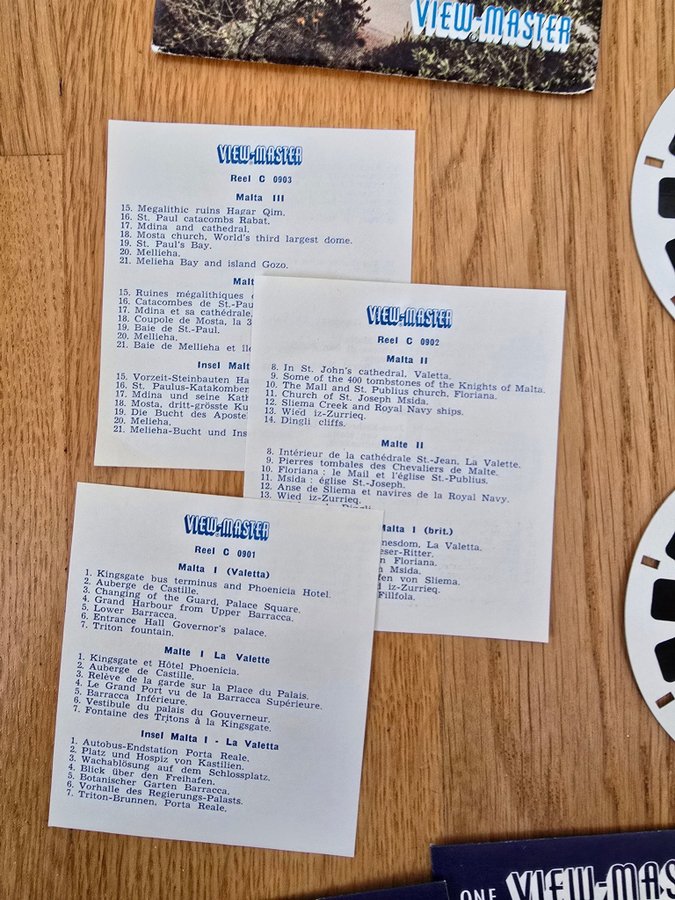 VIEW-MASTER
VIEW-MASTER
Reel C 0903
Malta III
15. Megalithic ruins Hagar Qim.
16. St. Paul catacombs Rabat.
17. Mdina and cathedral.
18. Mosta church, World's third largest dome.
19. St. Paul's Bay.
20. Mellieha.
21. Melieha Bay and island Gozo.
15. Ruines mégalithiques
16. Catacombes de St.-Pau
17. Mdina et sa cathédrale,
18. Coupole de Mosta, la 3
19. Baie de St.-Paul.
20. Mellieha,
21. Baie de Mellieha et
Insel Malt
15. Vorzeit-Steinbauten Ha
16. St. Paulus-Katakomben
17. Mdina und seine Kath
18. Mosta, dritt-grösste Ku
19. Die Bucht des Apostel
20. Melieha,
21. Melieha-Bucht und Ins
VIEW-MASTER
Reel C 0902
Malta II
8. In St. John's cathedral, Valetta.
9. Some of the 400 tombstones of the Knights of Malta.
10. The Mall and St. Publius church, Floriana.
11. Church of St. Joseph Msida.
12. Sliema Creek and Royal Navy ships.
13. Wied iz-Zurrieq.
14. Dingli cliffs.
Malte II
8. Intérieur de la cathédrale St.-Jean, La Valette.
9. Pierres tombales des Chevaliers de Malte.
10. Floriana : le Mail et l'église St.-Publius.
11. Msida : église St.-Joseph.
12. Anse de Sliema et navires de la Royal Navy.
13. Wied iz-Zurrieq.
Malta I (brit.)
nesdom, La Valetta.
eser-Ritter.
n Floriana.
n Msida.
fen von Sliema.
d iz-Zurrieq.
Fillfola.
VIEW-MASTER
Reel C 0901
Malta I (Valetta)
1. Kingsgate bus terminus and Phoenicia Hotel.
2. Auberge de Castille.
3. Changing of the Guard, Palace Square.
4. Grand Harbour from Upper Barracca.
5. Lower Barracca.
6. Entrance Hall Governor's palace.
7. Triton fountain.
Malte I La Valette
1. Kingsgate et Hôtel Phoenicia.
2. Auberge de Castille,
3. Relève de la garde sur la Place du Palais.
4. Le Grand Port vu de la Barracca Supérieure.
5. Barracca Inférieure.
6. Vestibule du palais du Gouverneur.
7. Fontaine des Tritons à la Kingsgate.
Insel Malta I - La Valetta
1. Autobus-Endstation Porta Reale.
2. Platz und Hospiz von Kastilien.
3. Wachablösung auf dem Schlossplatz.
4. Blick über den Freihafen.
5. Botanischer Garten Barracca.
6. Vorhalle des Regierungs-Palasts.
7. Triton-Brunnen, Porta Reale.
ONE VIEW-MAS